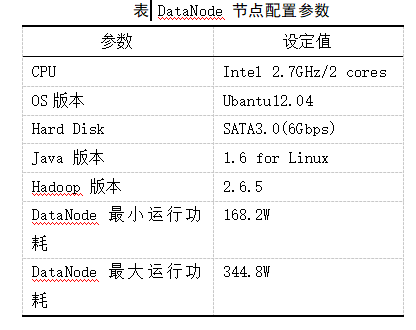 表 DataNode 节点配置参数
参数 设定值
CPU Intel 2.7GHz/2 cores
OS版本 Ubantu12.04
Hard Disk SATA3.0(6Gbps)
Java 版本 1.6 for Linux
Hadoop 版本 2.6.5
DataNode 最小运行功 168.2W
耗
DataNode 最大运行功 344.8W
耗